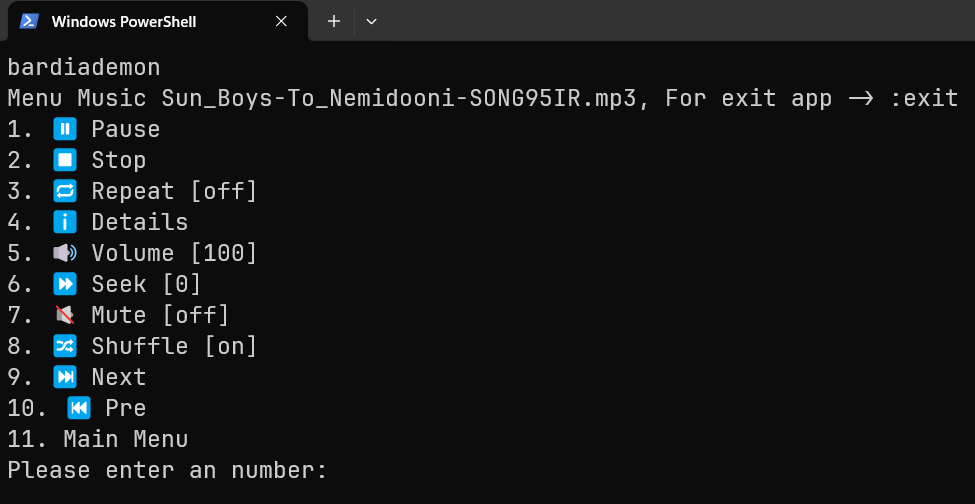 Windows PowerShell
bardiademon
Menu Music Sun_Boys-To_Nemidooni-SONG95IR.mp3, For exit app -> :exit
1. ⏸ Pause
2. ⏹ Stop
3. 🔁 Repeat [off]
4. ℹ Details
5. 🔊 Volume [100]
6. ⏩ Seek [0]
7. 🔇 Mute [off]
8. 🔀 Shuffle [on]
9. ⏭ Next
10. ⏮ Pre
11. Main Menu
Please enter an number: